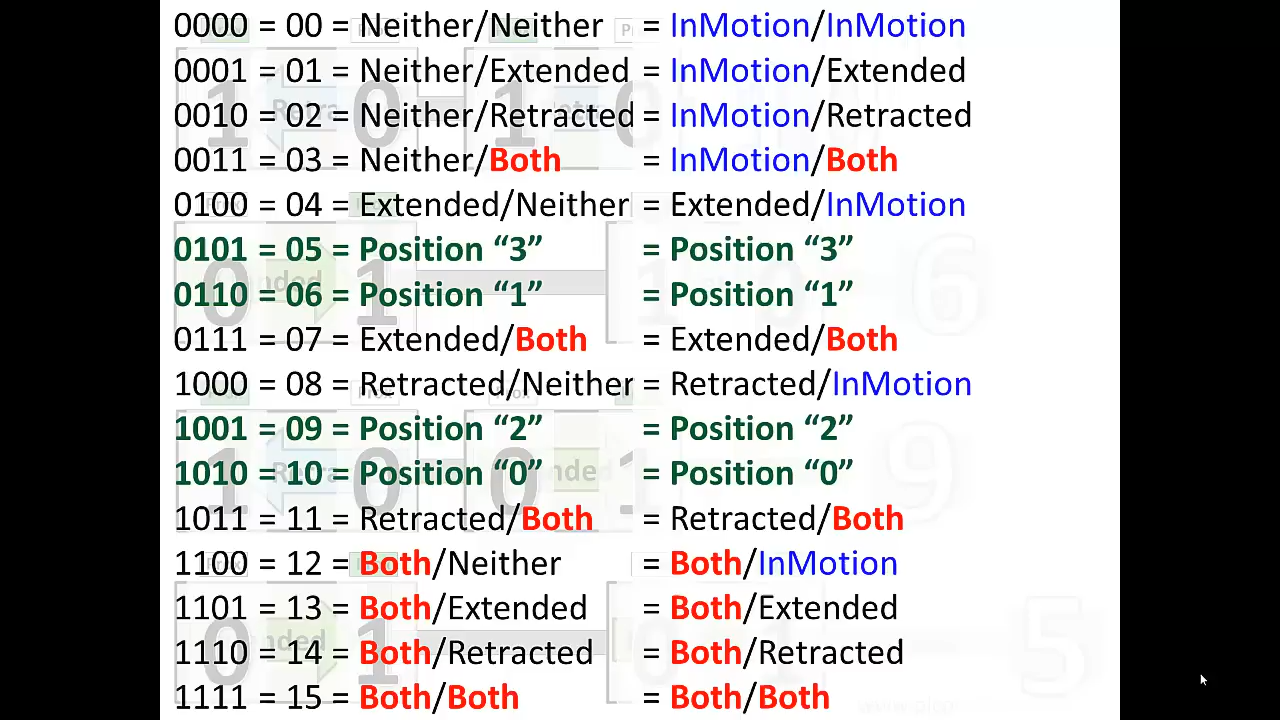 0000 = 00 = Neither/Neither = InMotion/InMotion
0001 = 01 = Neither/Extended = InMotion/Extended
0010 = 02 = Neither/Retracted = InMotion/Retracted
0011 = 03 = Neither/Both = InMotion/Both
0100 = 04 = Extended/Neither = Extended/InMotion
0101 = 05 = Position “3” = Position “3”
0110 = 06 = Position “1” = Position “1”
0111 = 07 = Extended/Both = Extended/Both
1000 = 08 = Retracted/Neither = Retracted/InMotion
1001 = 09 = Position “2” = Position “2”
1010 = 10 = Position “0” = Position “0”
1011 = 11 = Retracted/Both = Retracted/Both
1100 = 12 = Both/Neither = Both/InMotion
1101 = 13 = Both/Extended = Both/Extended
1110 = 14 = Both/Retracted = Both/Retracted
1111 = 15 = Both/Both = Both/Both